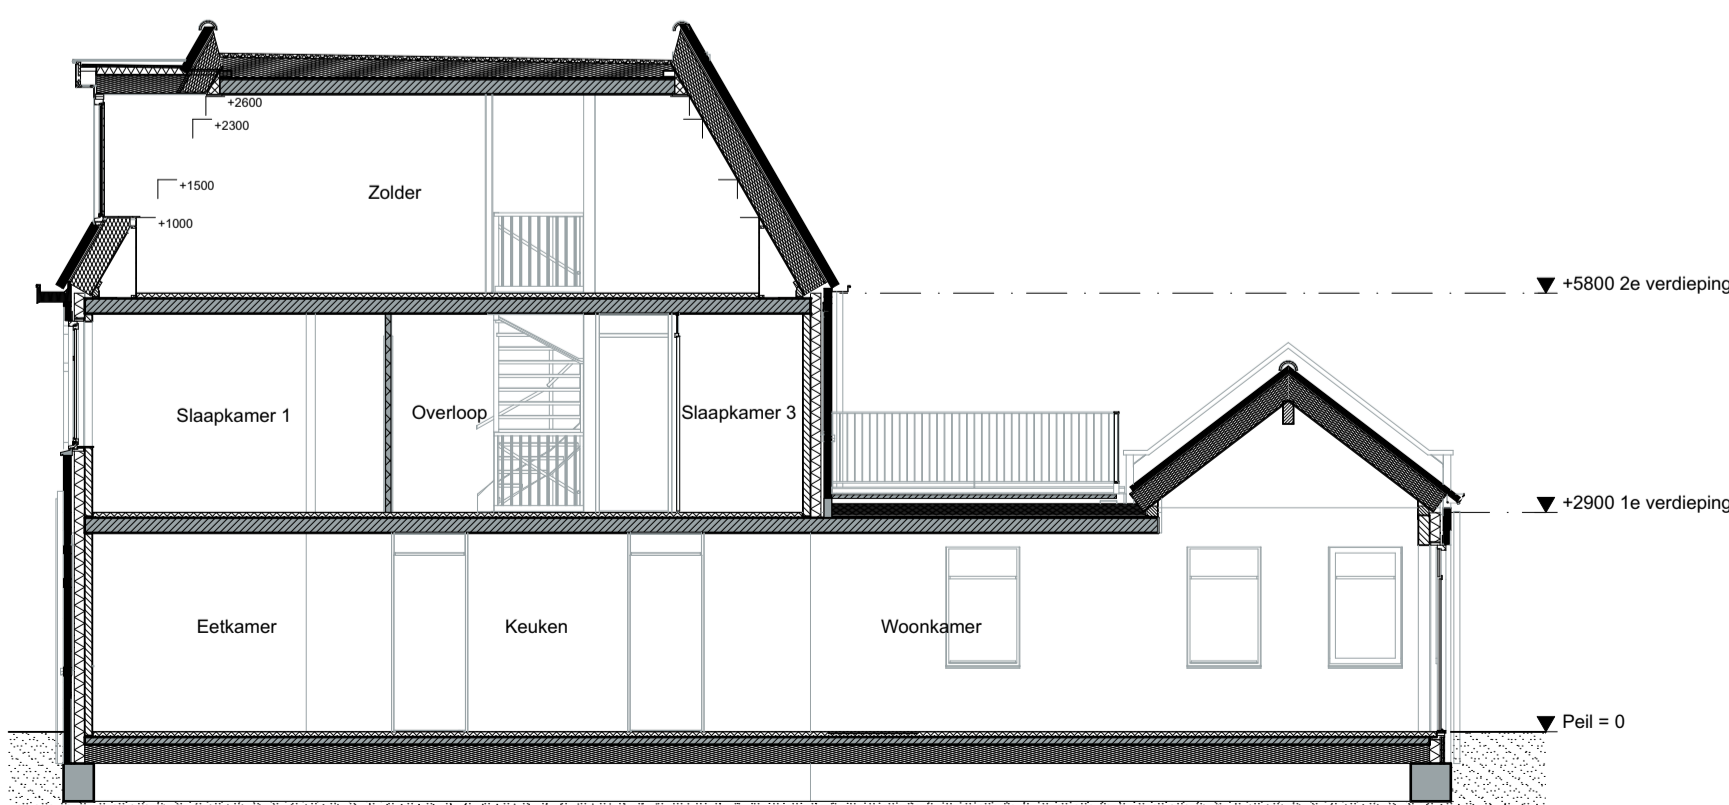 +2600
+2300
+1500
Zolder
+1000
+5800 2e verdieping
Slaapkamer 1
Overloop
Slaapkamer 3
+2900 1e verdieping
Eetkamer
Keuken
Woonkamer
Peil = 0